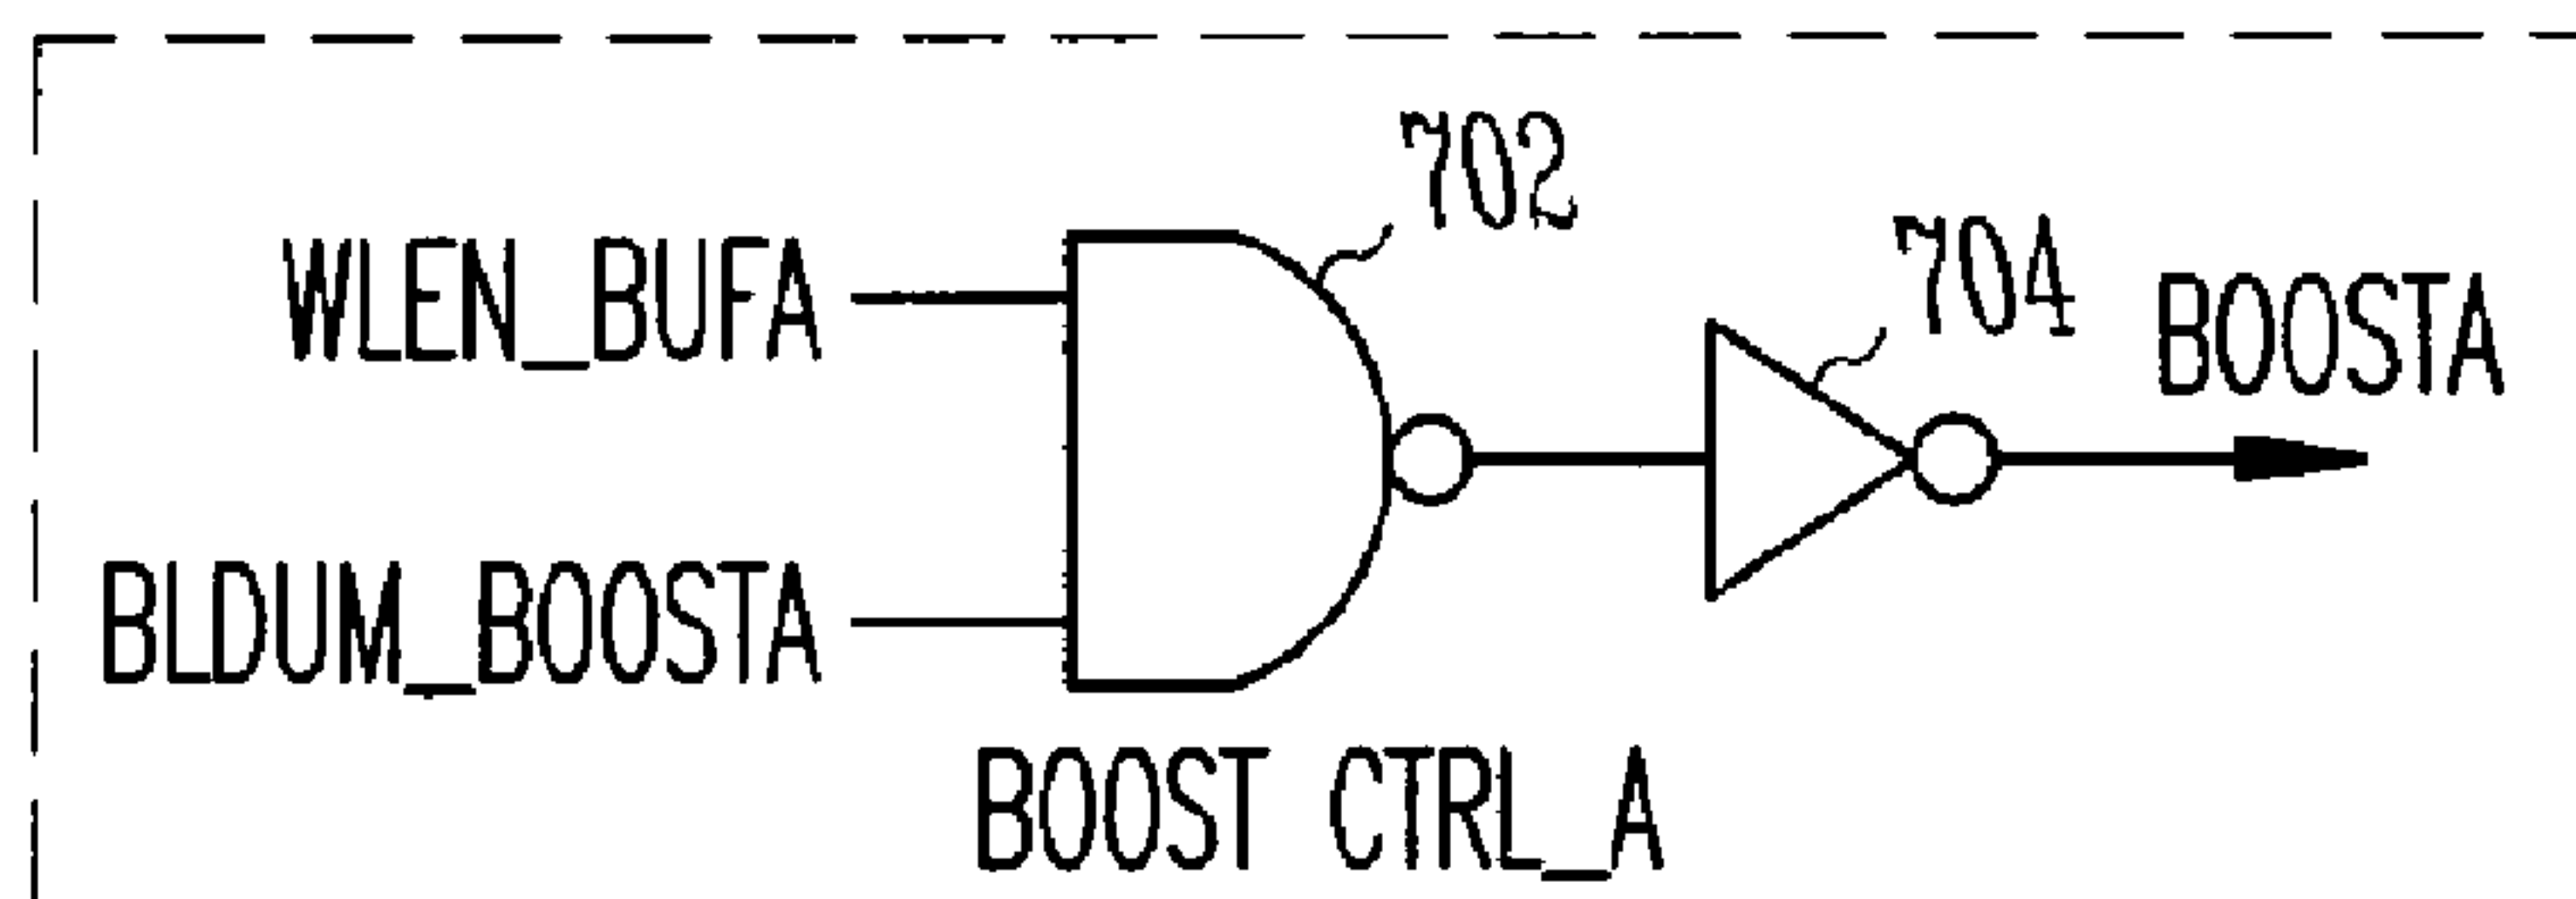 702
WLEN_BUFA
704
BOOSTA
BLDUM_BOOSTA
BOOST CTRL_A